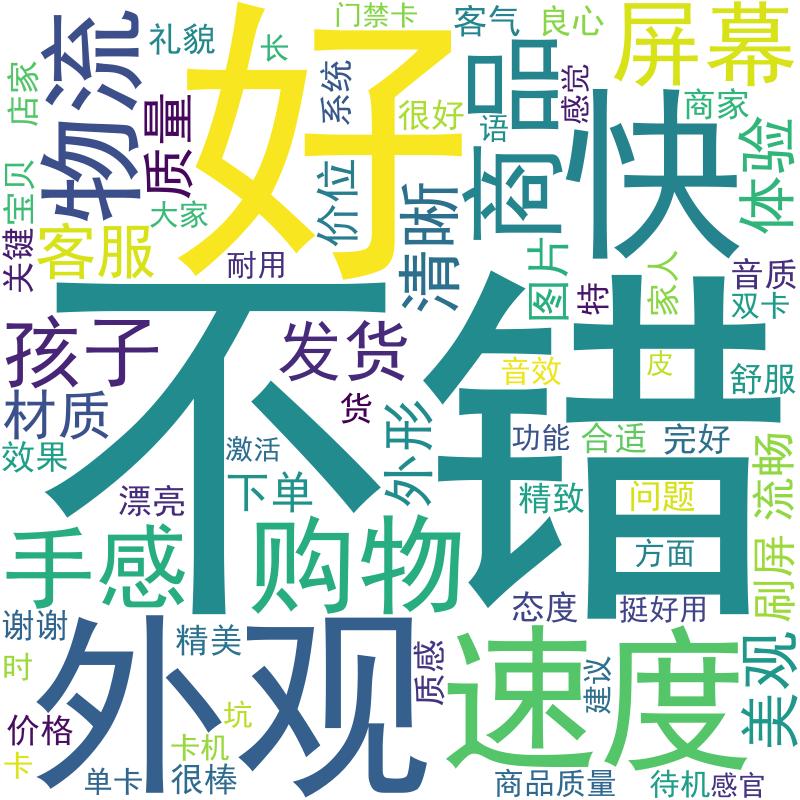 物流
好
门禁卡
客气
良心
屏幕
礼貌
长
系统
很好
商品
语
感觉
商家
店家
质量
快
体验
宝贝
大家
价位
清晰
关键
客服
耐用
图片
特
家人
音质
双卡
不错
孩子
发货
音效
皮
舒服
材质
货
外形
功能
合适
完好
效果
激活
流畅
漂亮
下单
精致
问题
手感
购物
方面
刷屏
谢谢
精美
态度
挺好用
外观
速度
质感
建议
美观
时
价格
坑
卡机
卡
单卡
很棒
商品质量
待机
感官